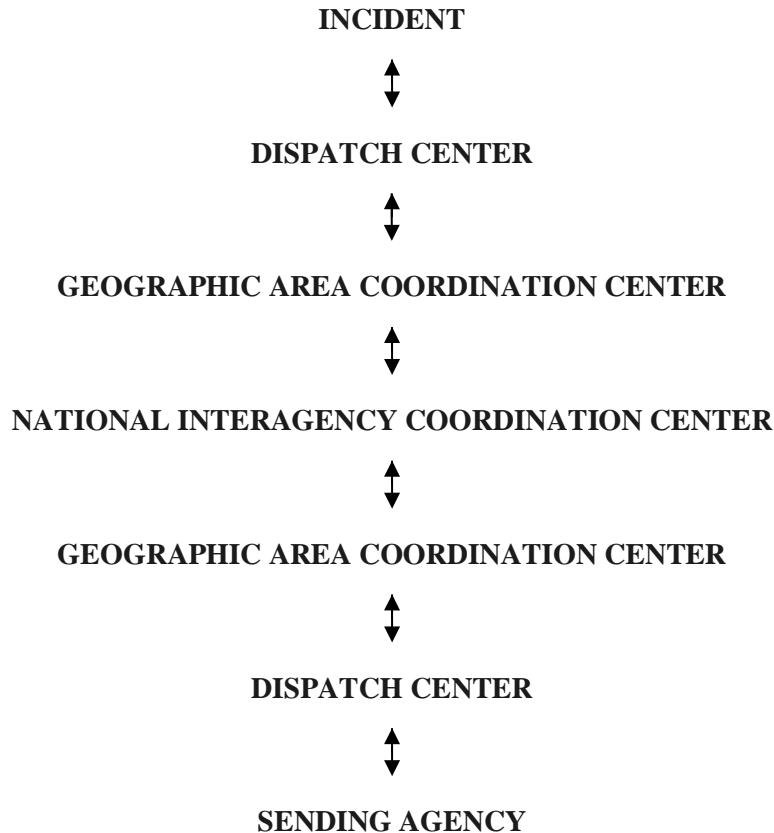 INCIDENT
DISPATCH CENTER
GEOGRAPHIC AREA COORDINATION CENTER
NATIONAL INTERAGENCY COORDINATION CENTER
GEOGRAPHIC AREA COORDINATION CENTER
DISPATCH CENTER
SENDING AGENCY